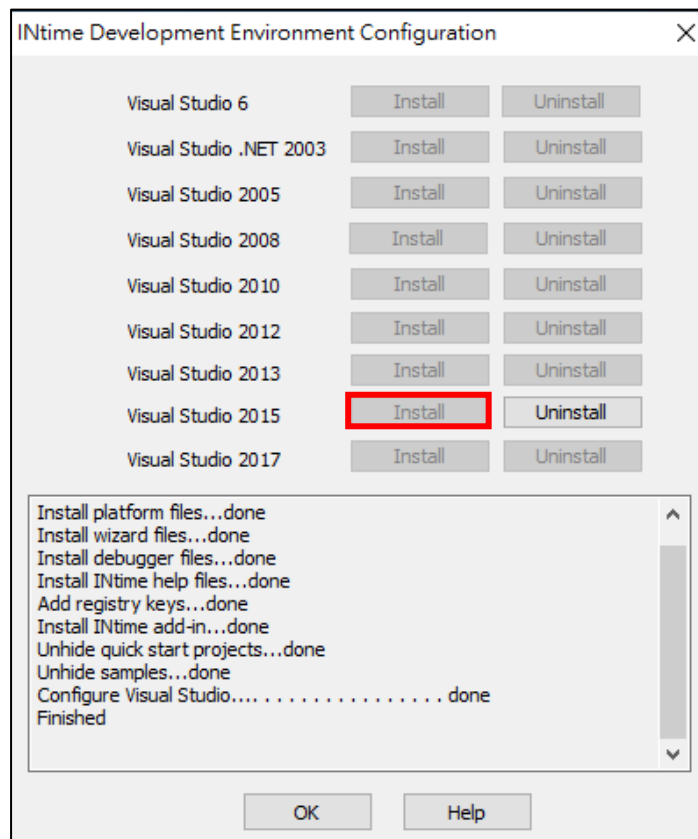 INtime Development Environment Configuration
Visual Studio 6 Install Uninstall
Visual Studio .NET 2003 Install Uninstall
Visual Studio 2005 Install Uninstall
Visual Studio 2008 Install Uninstall
Visual Studio 2010 Install Uninstall
Visual Studio 2012 Install Uninstall
Visual Studio 2013 Install Uninstall
Visual Studio 2015 Install Uninstall
Visual Studio 2017 Install Uninstall
Install platform files...done
Install wizard files...done
Install debugger files...done
Install INtime help files...done
Add registry keys...done
Install INtime add-in...done
Unhide quick start projects...done
Unhide samples...done
Configure Visual Studio.... . . . . . . . . . . . . . . . . done
Finished
OK Help